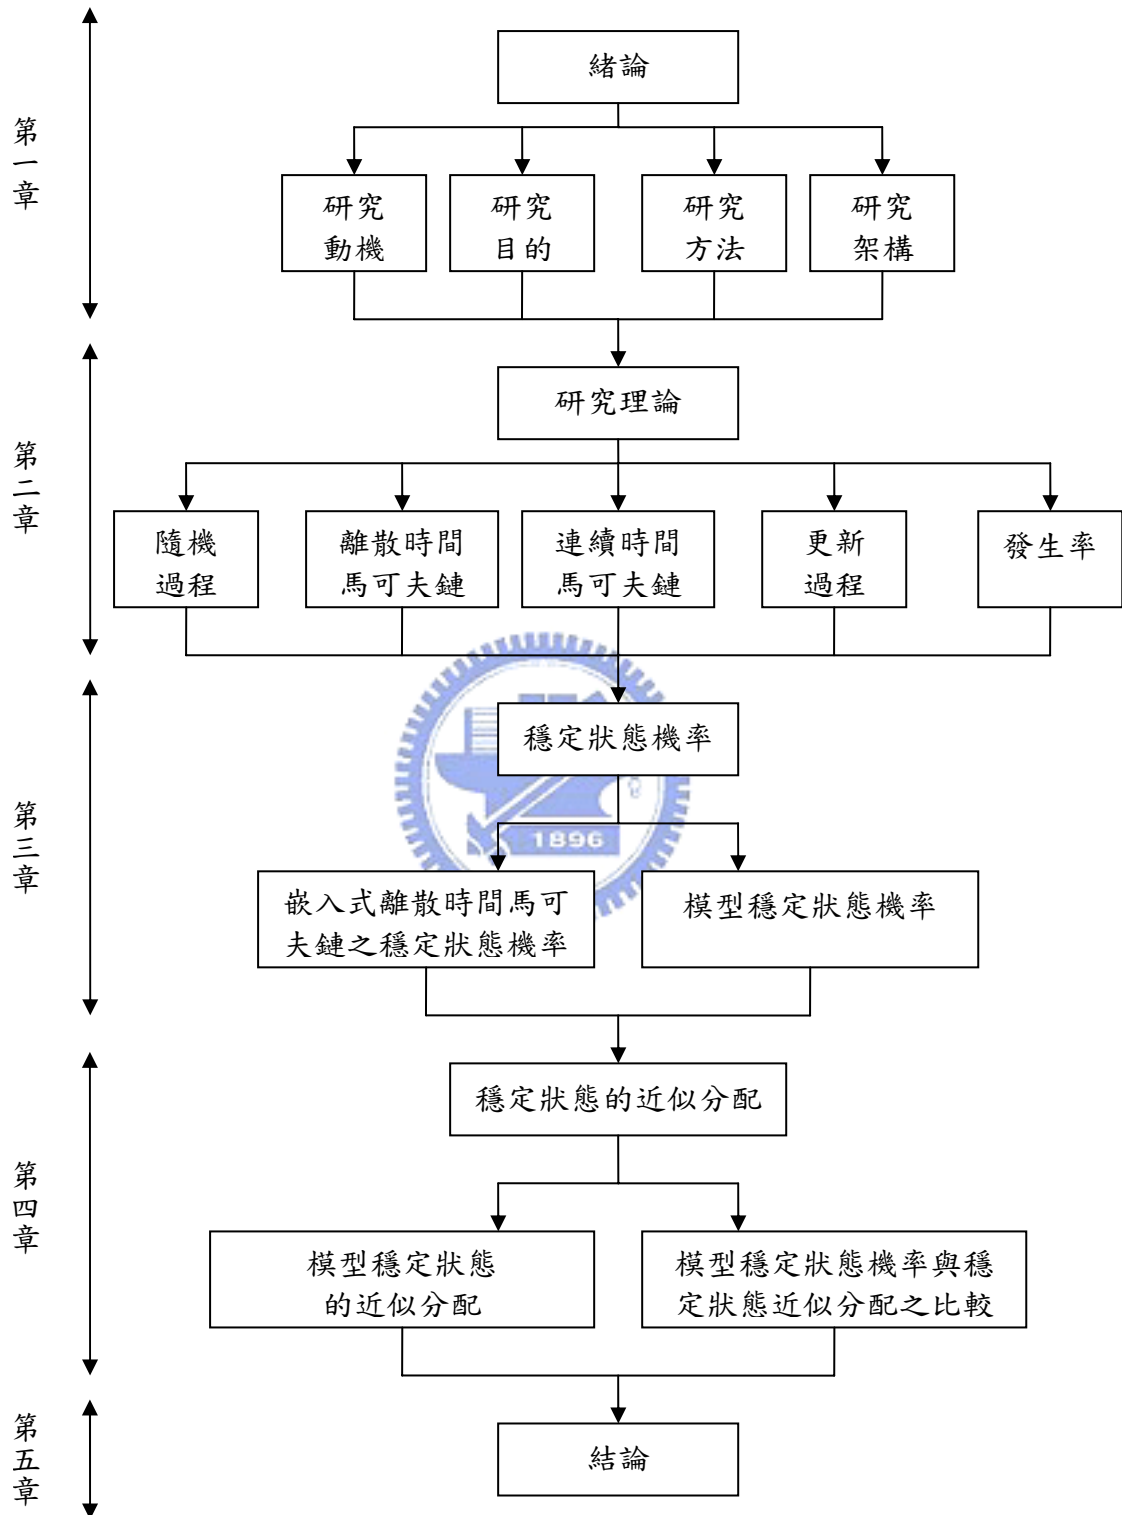 第一章
緒論
研究
動機
研究
目的
研究
方法
研究
架構
第二章
研究理論
隨機
過程
離散時間
馬可夫鏈
連續時間
馬可夫鏈
更新
過程
發生率
第三章
穩定狀態機率
1896
嵌入式離散時間馬可
夫鏈之穩定狀態機率
模型穩定狀態機率
第四章
穩定狀態的近似分配
模型穩定狀態
的近似分配
模型穩定狀態機率與穩
定狀態近似分配之比較
第五章
結論